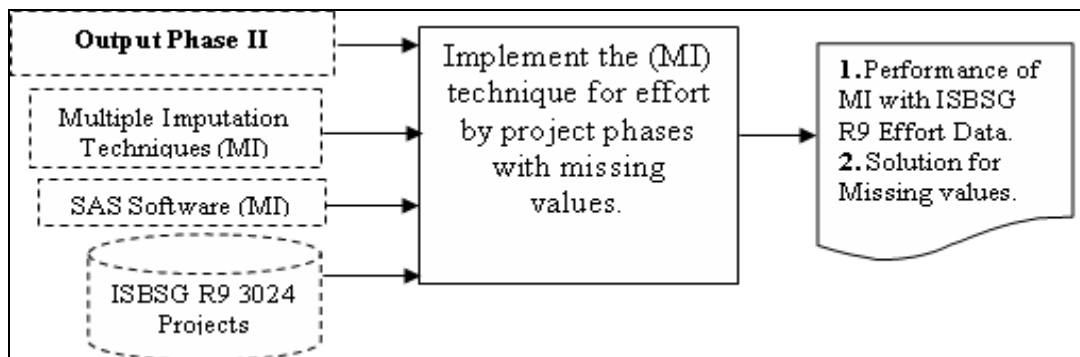 Output Phase II
Multiple Imputation
Techniques (MI)
SAS Software (MI)
ISBSG R9 3024
Projects
Implement the (MI)
technique for effort
by project phases
with missing
values.
1.Performance of
MI with ISBSG
R9 Effort Data.
2.Solution for
Missing values.